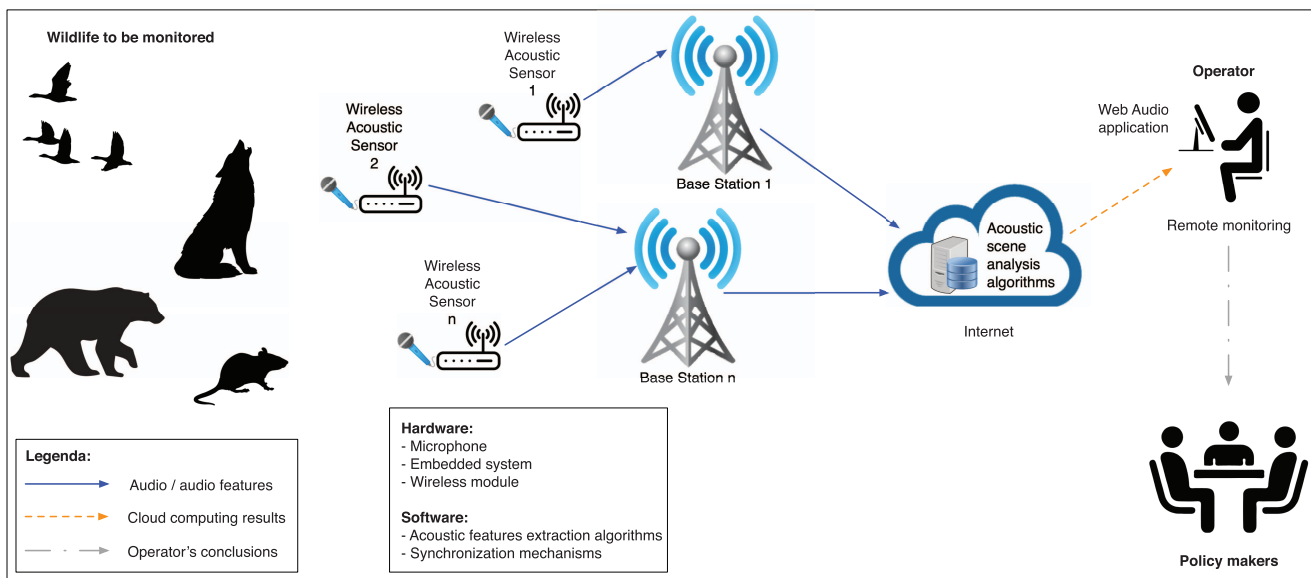 Wildlife to be monitored
Wireless
Acoustic
Sensor
1
Wireless
Acoustic
Sensor
2
Wireless
Acoustic
Sensor
n
Base Station 1
Base Station n
Acoustic
scene
analysis
algorithms
Internet
Operator
Web Audio
application
Remote monitoring
Policy makers
Legenda:
Audio / audio features
Cloud computing results
Operator's conclusions
Hardware:
- Microphone
- Embedded system
- Wireless module
Software:
- Acoustic features extraction algorithms
- Synchronization mechanisms